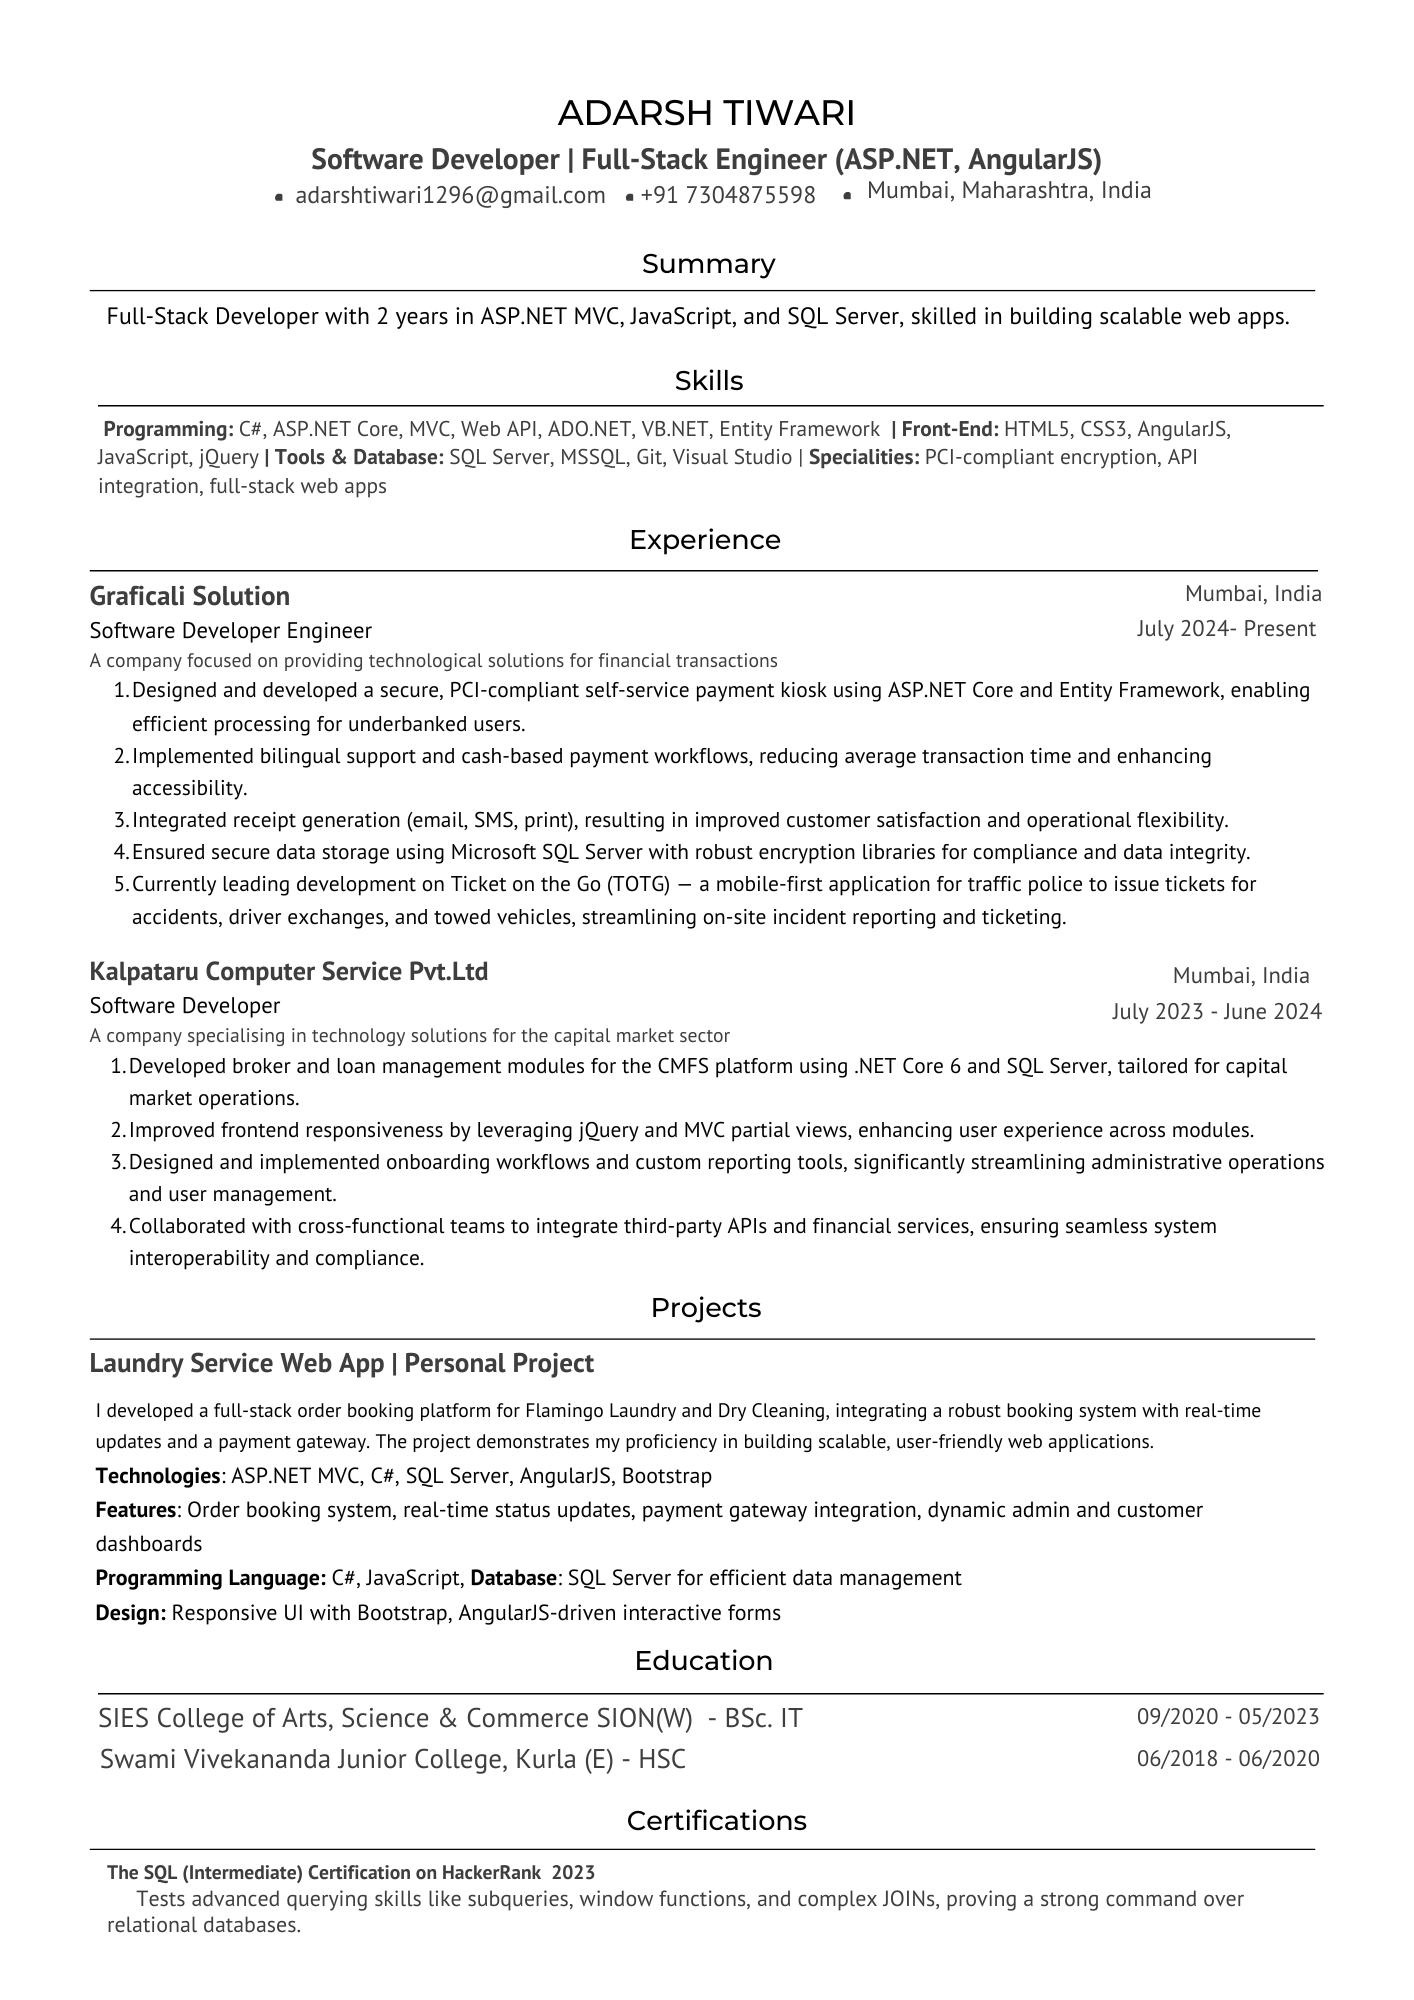 ADARSH TIWARI
Software Developer | Full-Stack Engineer (ASP.NET, AngularJS)
adarshtiwari1296@gmail.com +91 7304875598 Mumbai, Maharashtra, India
Summary
Full-Stack Developer with 2 years in ASP.NET MVC, JavaScript, and SQL Server, skilled in building scalable web apps.
Skills
Programming: C#, ASP.NET Core, MVC, Web API, ADO.NET, VB.NET, Entity Framework | Front-End: HTML5, CSS3, AngularJS,
JavaScript, jQuery | Tools & Database: SQL Server, MSSQL, Git, Visual Studio | Specialities: PCI-compliant encryption, API
integration, full-stack web apps
Experience
Graficali Solution Mumbai, India
Software Developer Engineer July 2024- Present
A company focused on providing technological solutions for financial transactions
1. Designed and developed a secure, PCI-compliant self-service payment kiosk using ASP.NET Core and Entity Framework, enabling
efficient processing for underbanked users.
2. Implemented bilingual support and cash-based payment workflows, reducing average transaction time and enhancing
accessibility.
3. Integrated receipt generation (email, SMS, print), resulting in improved customer satisfaction and operational flexibility.
4. Ensured secure data storage using Microsoft SQL Server with robust encryption libraries for compliance and data integrity.
5. Currently leading development on Ticket on the Go (TOTG) — a mobile-first application for traffic police to issue tickets for
accidents, driver exchanges, and towed vehicles, streamlining on-site incident reporting and ticketing.
Kalpataru Computer Service Pvt.Ltd Mumbai, India
Software Developer July 2023 - June 2024
A company specialising in technology solutions for the capital market sector
1. Developed broker and loan management modules for the CMFS platform using .NET Core 6 and SQL Server, tailored for capital
market operations.
2. Improved frontend responsiveness by leveraging jQuery and MVC partial views, enhancing user experience across modules.
3. Designed and implemented onboarding workflows and custom reporting tools, significantly streamlining administrative operations
and user management.
4. Collaborated with cross-functional teams to integrate third-party APIs and financial services, ensuring seamless system
interoperability and compliance.
Projects
Laundry Service Web App | Personal Project
I developed a full-stack order booking platform for Flamingo Laundry and Dry Cleaning, integrating a robust booking system with real-time
updates and a payment gateway. The project demonstrates my proficiency in building scalable, user-friendly web applications.
Technologies: ASP.NET MVC, C#, SQL Server, AngularJS, Bootstrap
Features: Order booking system, real-time status updates, payment gateway integration, dynamic admin and customer
dashboards
Programming Language: C#, JavaScript, Database: SQL Server for efficient data management
Design: Responsive UI with Bootstrap, AngularJS-driven interactive forms
Education
SIES College of Arts, Science & Commerce SION(W) - BSc. IT 09/2020 - 05/2023
Swami Vivekananda Junior College, Kurla (E) - HSC 06/2018 - 06/2020
Certifications
The SQL (Intermediate) Certification on HackerRank 2023
Tests advanced querying skills like subqueries, window functions, and complex JOINs, proving a strong command over
relational databases.